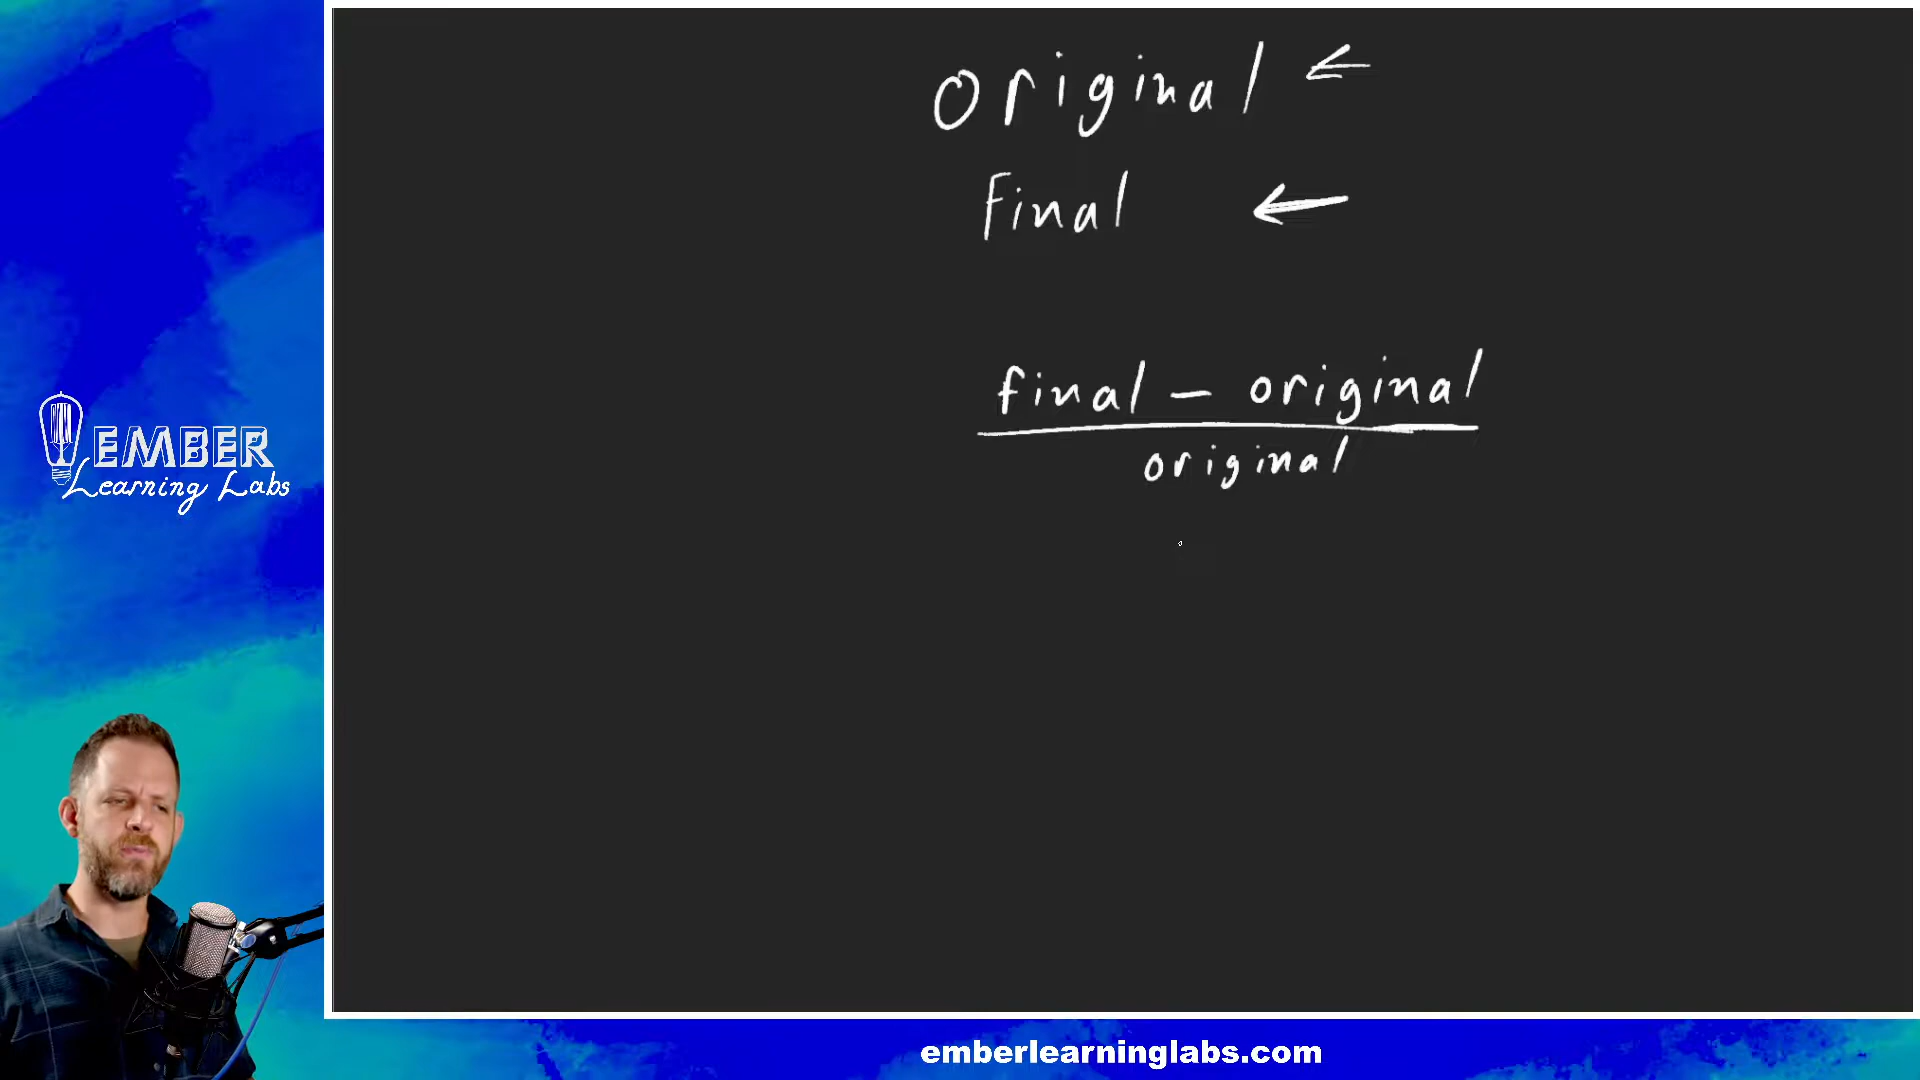 original ←
Final ←
final - original
original
EMBER
Learning Labs
emberlearninglabs.com